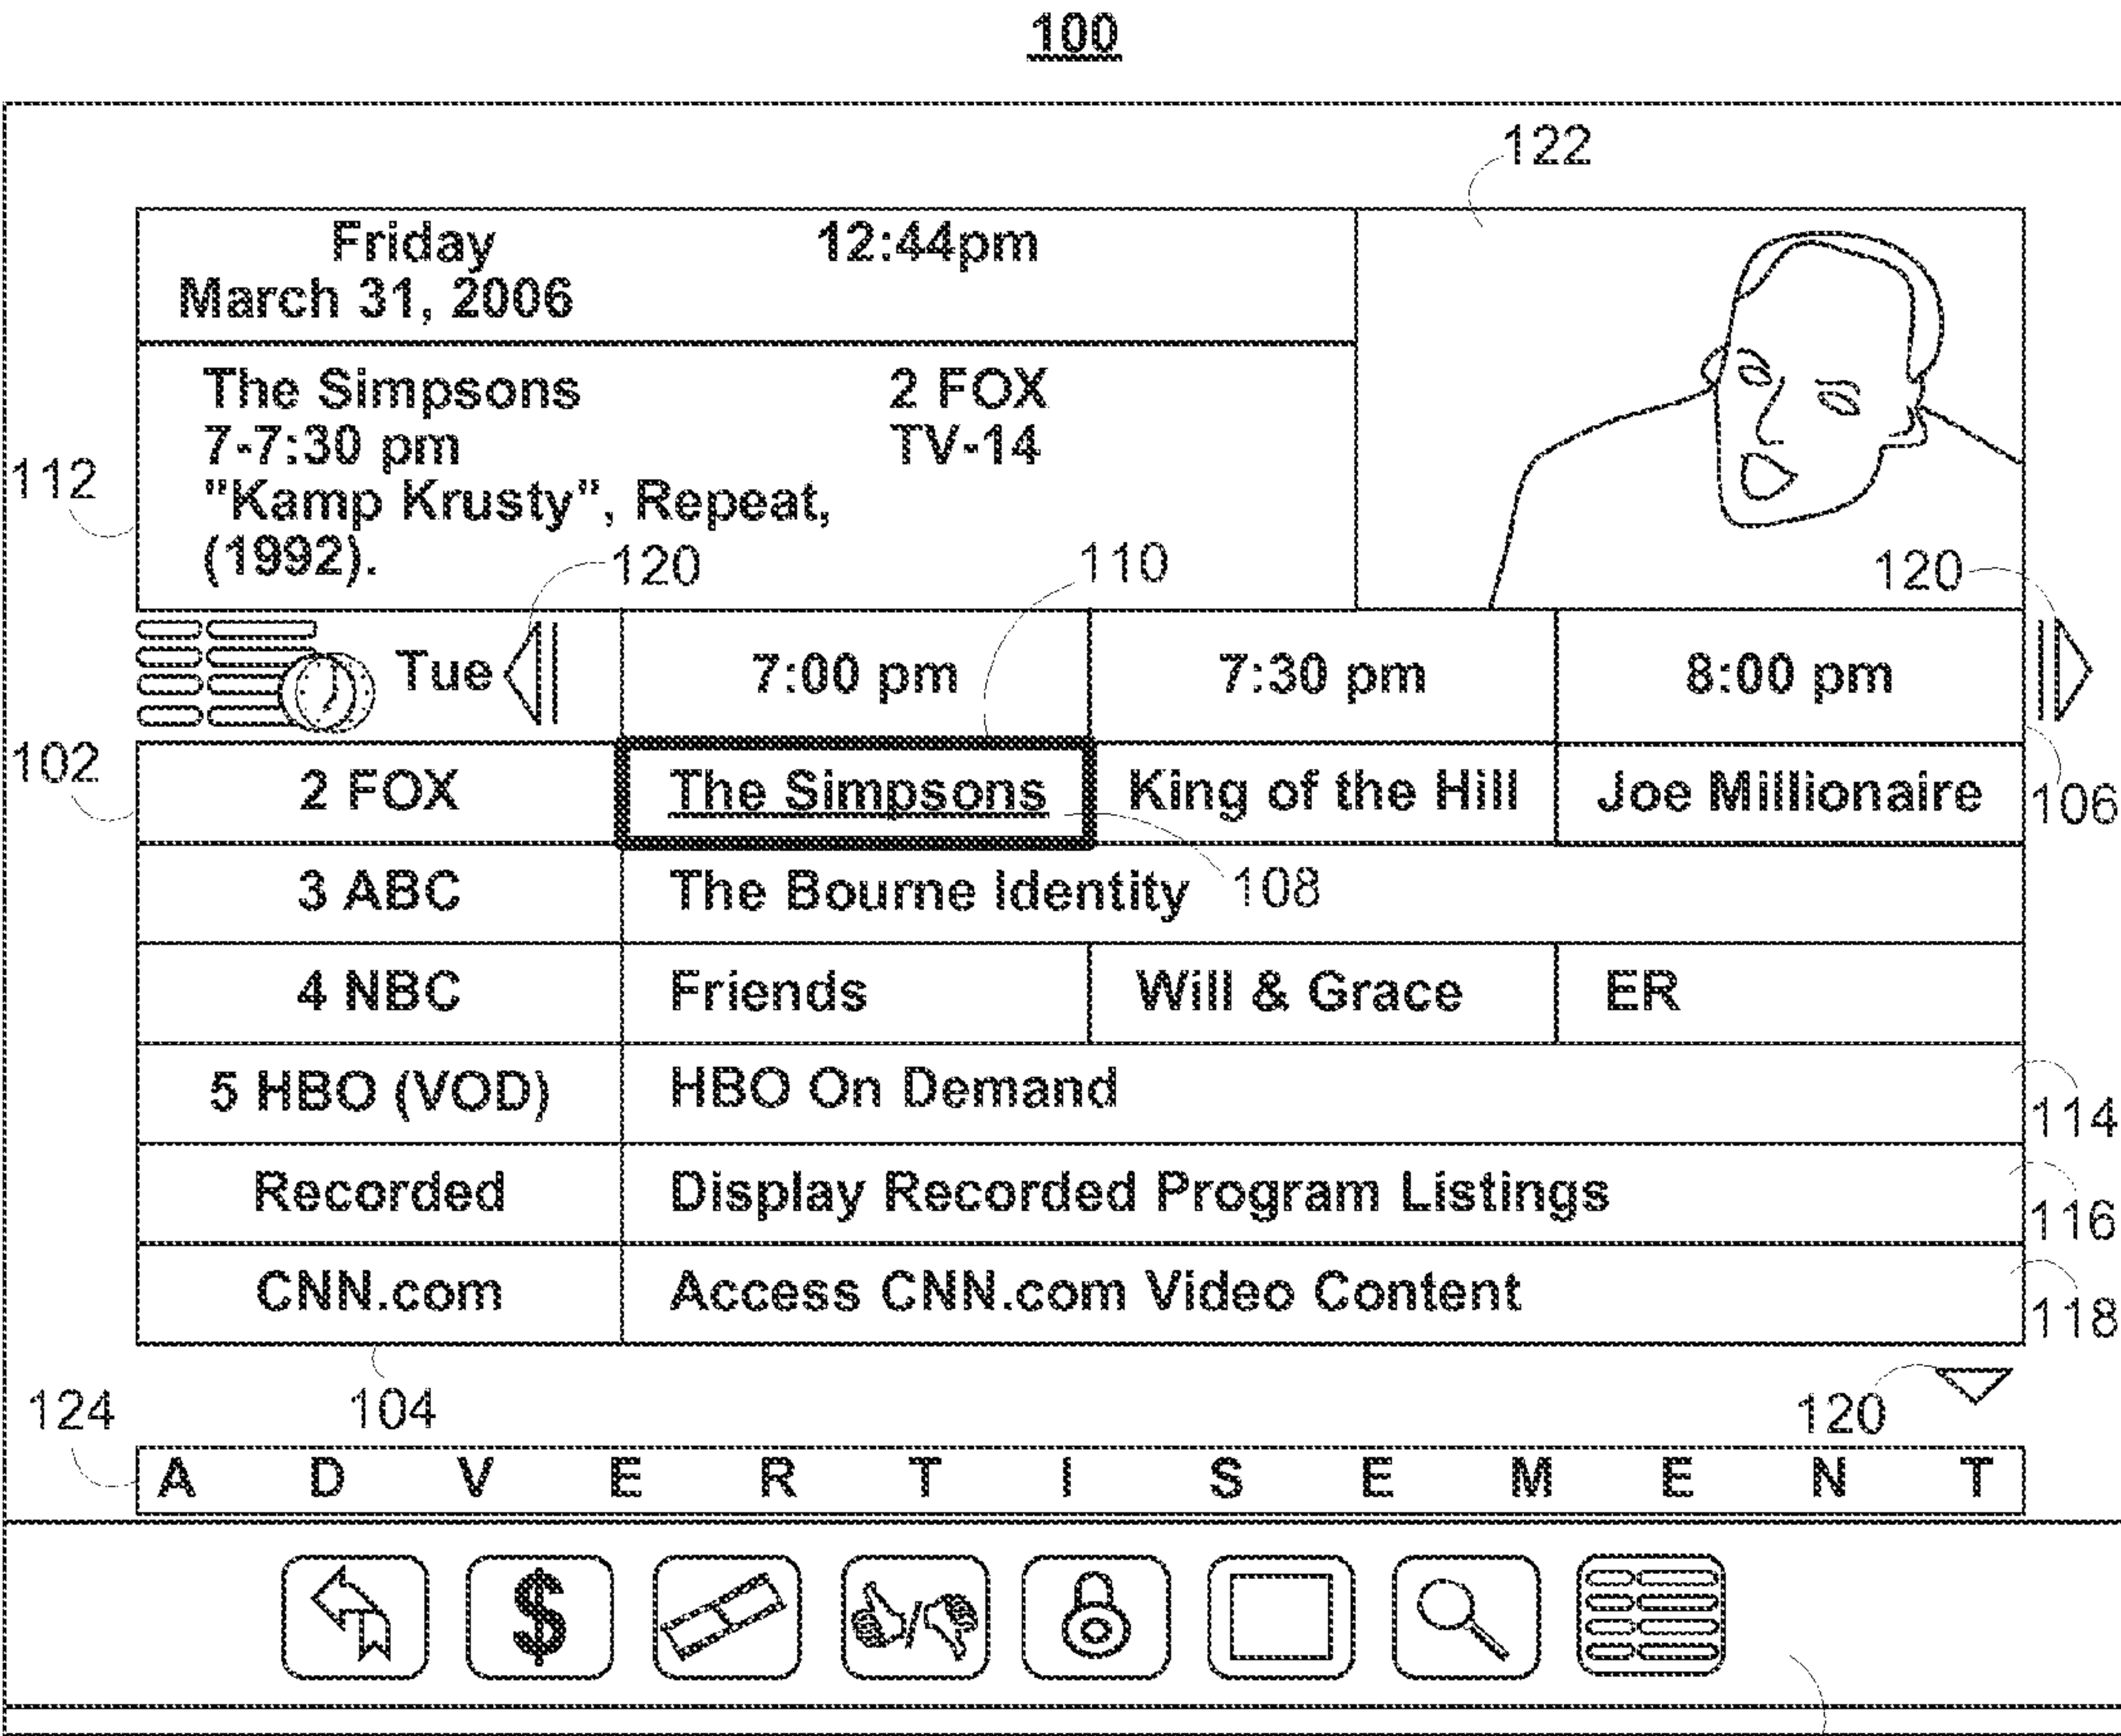 100
122
Friday 12:44pm
March 31, 2006
The Simpsons 2 FOX
7-7:30 pm TV-14
"Kamp Krusty", Repeat,
(1992).
112
120
110
120
Tue 7:00 pm 7:30 pm 8:00 pm
102
2 FOX The Simpsons King of the Hill Joe Millionaire
106
3 ABC The Bourne Identity
108
4 NBC Friends Will & Grace ER
5 HBO (VOD) HBO On Demand
114
Recorded Display Recorded Program Listings
116
CNN.com Access CNN.com Video Content
118
124
104
120
A D V E R T I S E M E N T
$